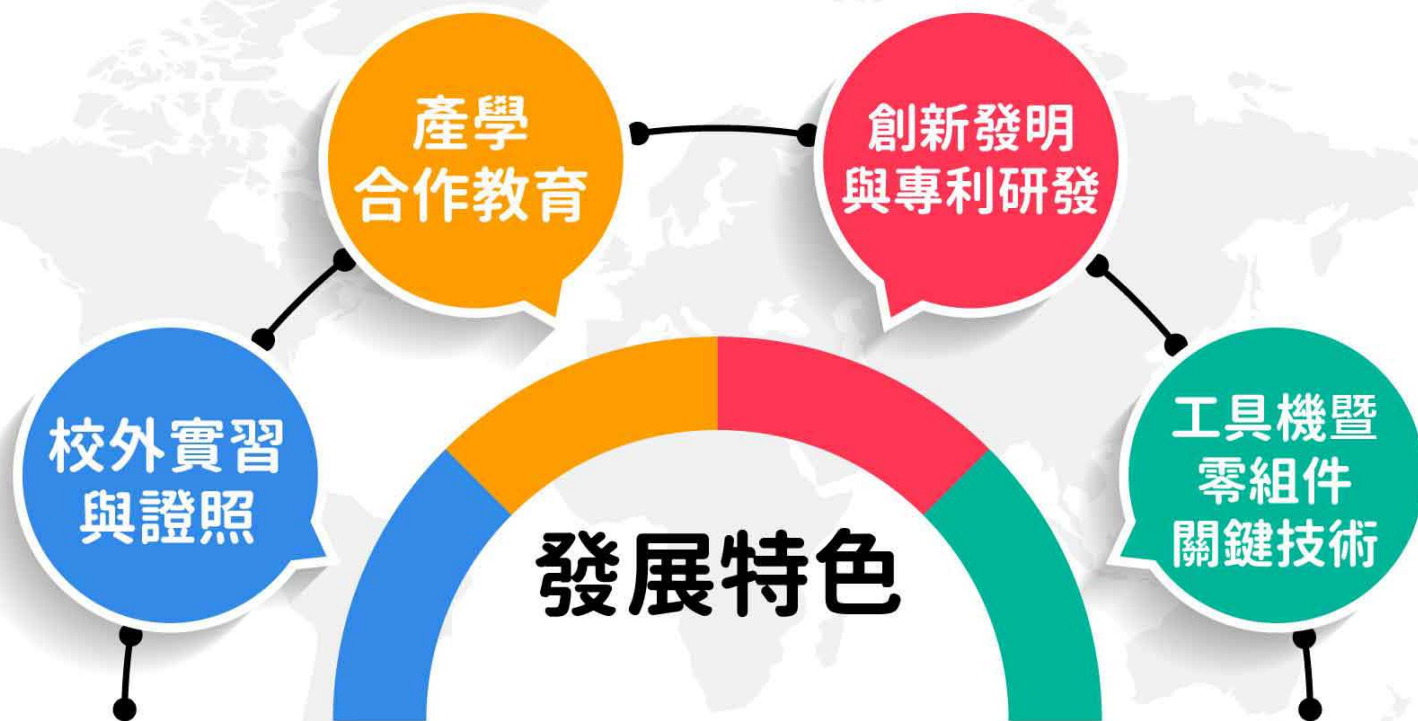 產學
合作教育
創新發明
與專利研發
校外實習
與證照
工具機暨
零組件
關鍵技術
發展特色